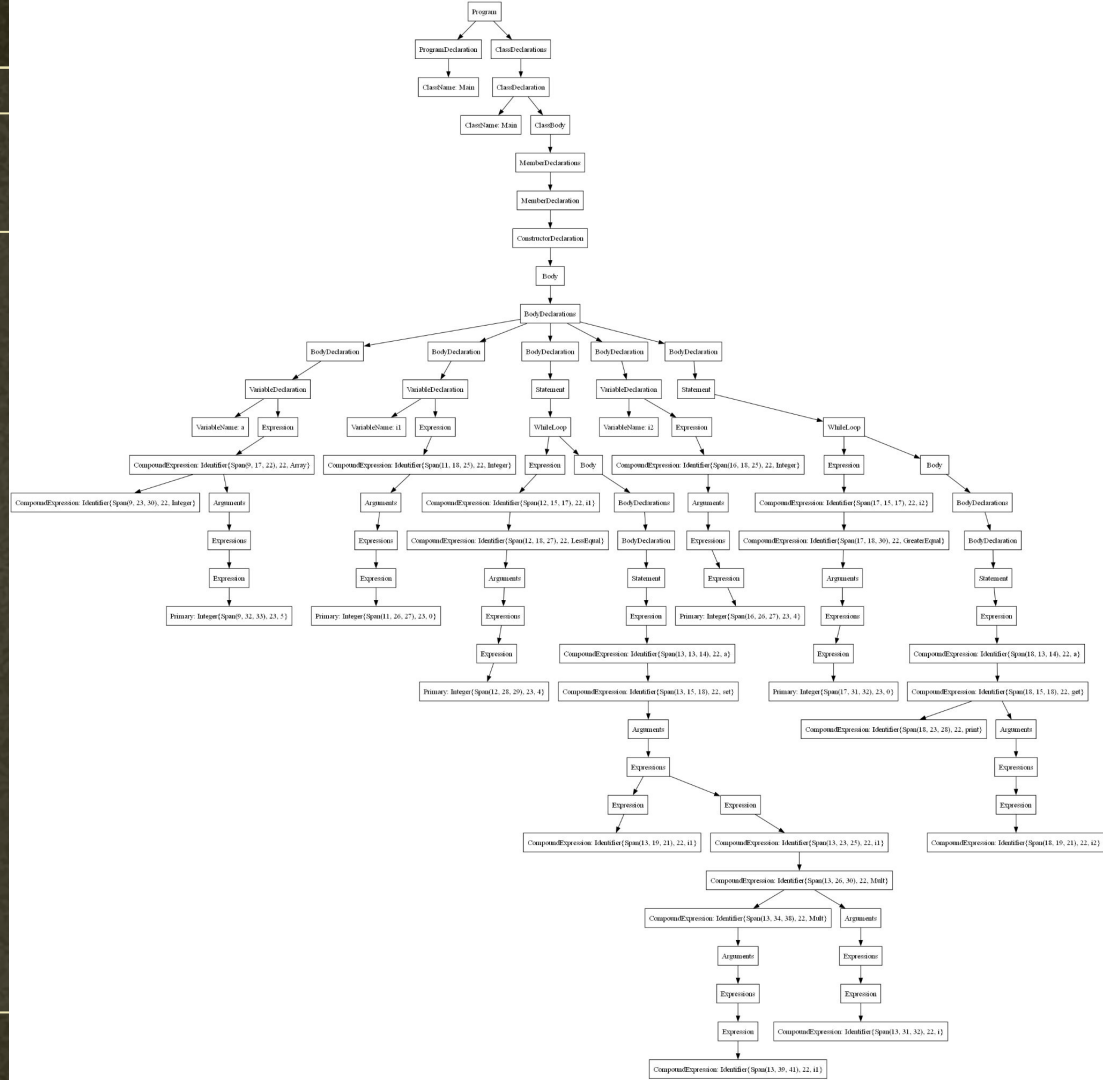 Program
ProgramDeclaration ClassDeclarations
ClassName: Main ClassDeclaration
ClassName: Main ClassBody
MemberDeclarations
MemberDeclaration
ConstructorDeclaration
Body
BodyDeclarations
BodyDeclaration BodyDeclaration BodyDeclaration BodyDeclaration BodyDeclaration
VariableDeclaration VariableDeclaration Statement VariableDeclaration Statement
VariableName: a Expression VariableName: i1 Expression WhileLoop VariableName: i2 Expression WhileLoop
CompoundExpression: Identifier{Span(9, 17, 22), 22, Array} CompoundExpression: Identifier{Span(11, 18, 25), 22, Integer} Expression Body CompoundExpression: Identifier{Span(16, 18, 25), 22, Integer} Expression Body
CompoundExpression: Identifier{Span(9, 23, 30), 22, Integer} Arguments Arguments CompoundExpression: Identifier{Span(12, 15, 17), 22, i1} BodyDeclarations Arguments CompoundExpression: Identifier{Span(17, 15, 17), 22, i2} BodyDeclarations
Expressions Expressions CompoundExpression: Identifier{Span(12, 18, 27), 22, LessEqual} BodyDeclaration Expressions CompoundExpression: Identifier{Span(17, 18, 30), 22, GreaterEqual} BodyDeclaration
Expression Expression Arguments Statement Expression Arguments Statement
Primary: Integer{Span(9, 32, 33), 23, 5} Primary: Integer{Span(11, 26, 27), 23, 0} Expressions Expression Primary: Integer{Span(16, 26, 27), 23, 4} Expressions Expression
Expression CompoundExpression: Identifier{Span(13, 13, 14), 22, a} Expression CompoundExpression: Identifier{Span(18, 13, 14), 22, a}
Primary: Integer{Span(12, 28, 29), 23, 4} CompoundExpression: Identifier{Span(13, 15, 18), 22, set} Primary: Integer{Span(17, 31, 32), 23, 0} CompoundExpression: Identifier{Span(18, 15, 18), 22, get}
Arguments CompoundExpression: Identifier{Span(18, 23, 28), 22, print} Arguments
Expressions Expressions
Expression Expression Expression
CompoundExpression: Identifier{Span(13, 19, 21), 22, i1} CompoundExpression: Identifier{Span(13, 23, 25), 22, i1} CompoundExpression: Identifier{Span(18, 19, 21), 22, i2}
CompoundExpression: Identifier{Span(13, 26, 30), 22, Mult}
CompoundExpression: Identifier{Span(13, 34, 38), 22, Mult} Arguments
Arguments Expressions
Expressions Expression
Expression CompoundExpression: Identifier{Span(13, 31, 32), 22, i}
CompoundExpression: Identifier{Span(13, 39, 41), 22, i1}